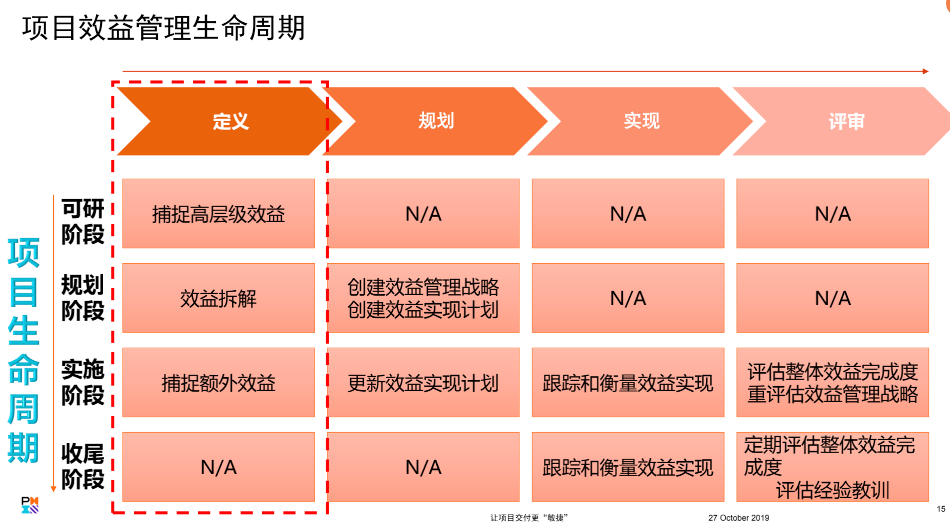 项目效益管理生命周期
定义
规划
实现
评审
项目生命周期
可研
阶段
捕捉高层级效益
N/A
N/A
N/A
规划
阶段
效益拆解
创建效益管理战略
创建效益实现计划
N/A
N/A
实施
阶段
捕捉额外效益
更新效益实现计划
跟踪和衡量效益实现
评估整体效益完成度
重评估效益管理战略
收尾
阶段
N/A
N/A
跟踪和衡量效益实现
定期评估整体效益完
成度
评估经验教训
让项目交付更“敏捷”
27 October 2019
15